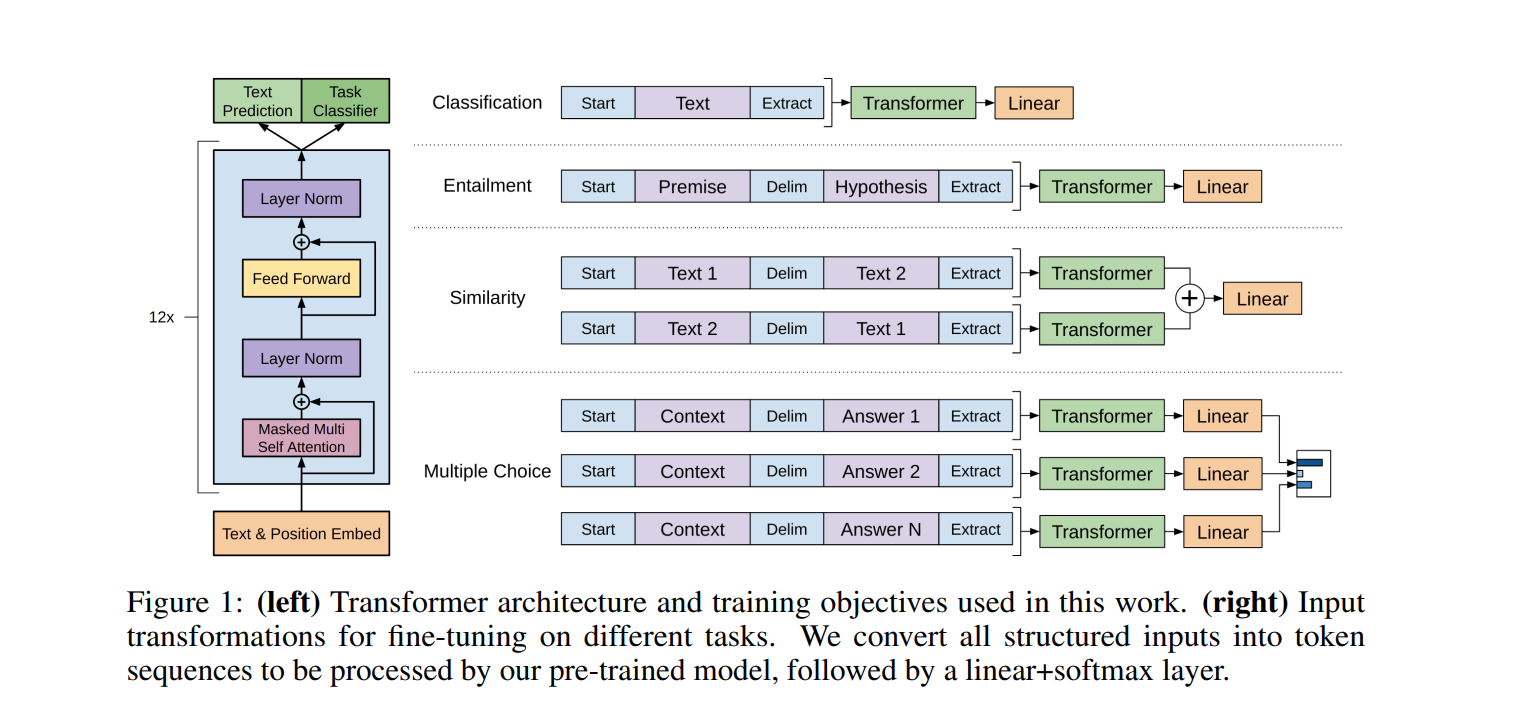 Text
Prediction
Task
Classifier
Layer Norm
+
Feed Forward
12x
Layer Norm
+
Masked Multi
Self Attention
Text & Position Embed
Classification Start Text Extract Transformer Linear
Entailment Start Premise Delim Hypothesis Extract Transformer Linear
Similarity
Start Text 1 Delim Text 2 Extract Transformer
+ Linear
Start Text 2 Delim Text 1 Extract Transformer
Multiple Choice
Start Context Delim Answer 1 Extract Transformer Linear
Start Context Delim Answer 2 Extract Transformer Linear
Start Context Delim Answer N Extract Transformer Linear
Figure 1: (left) Transformer architecture and training objectives used in this work. (right) Input
transformations for fine-tuning on different tasks. We convert all structured inputs into token
sequences to be processed by our pre-trained model, followed by a linear+softmax layer.